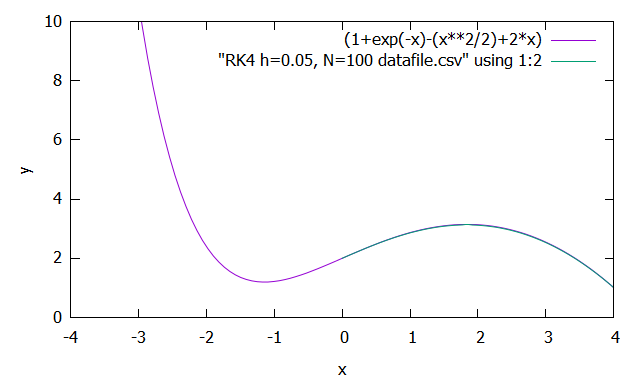 (1+exp(-x)-(x**2/2)+2*x)
"RK4 h=0.05, N=100 datafile.csv" using 1:2
10
8
6
4
2
0
y
-4 -3 -2 -1 0 1 2 3 4
x